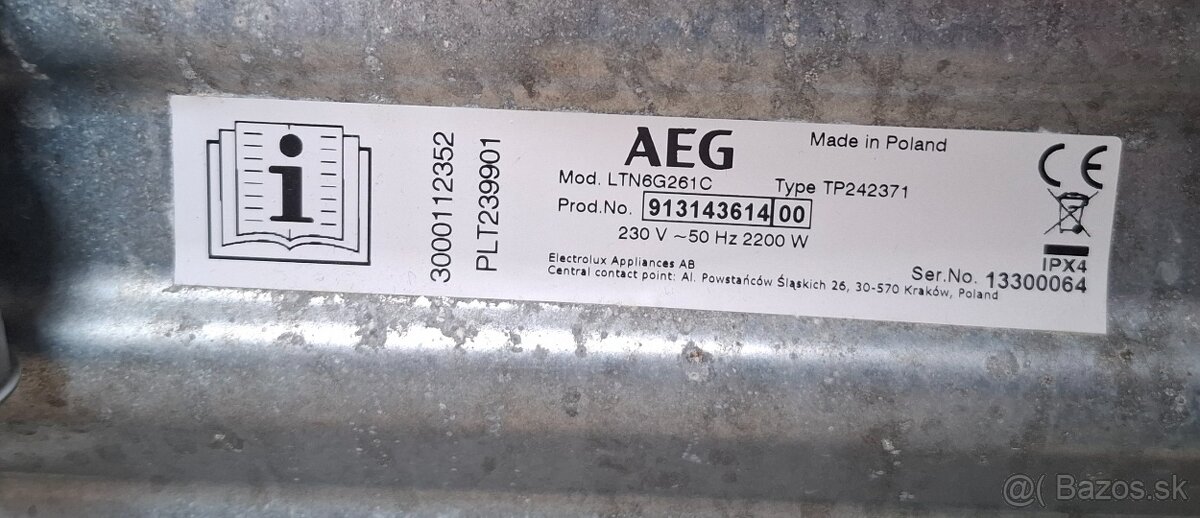 3000112352
PLT239901
AEG
Made in Poland
Mod. LTN6G261C Type TP242371
Prod.No. 913143614 00
230 V ~50 Hz 2200 W
Electrolux Appliances AB
Central contact point: Al. Powstańców Śląskich 26, 30-570 Kraków, Poland
Ser.No. 13300064
CE
IPX4
i
@( Bazos.sk